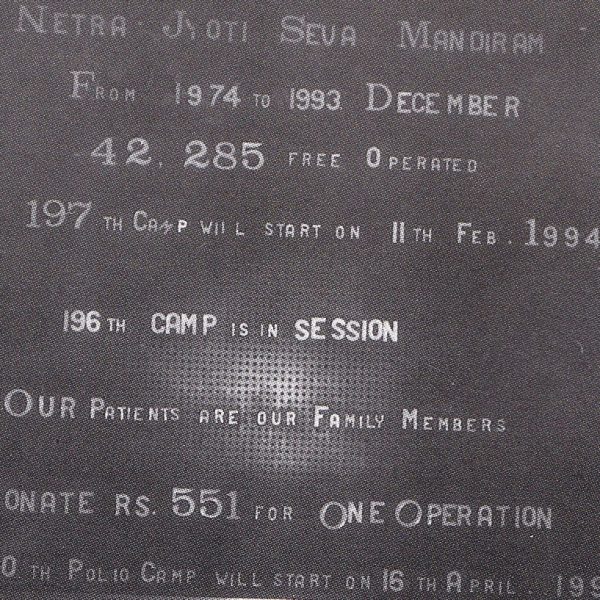 NETRA JYOTI SEVA MANDIRAM
FROM 1974 TO 1993 DECEMBER
42, 285 FREE OPERATED
197 TH CAMP WILL START ON 11 TH FEB. 1994
196 TH CAMP IS IN SESSION
OUR PATIENTS ARE OUR FAMILY MEMBERS
ONATE RS. 551 FOR ONE OPERATION
0 TH POLIO CAMP WILL START ON 16 TH APRIL. 199